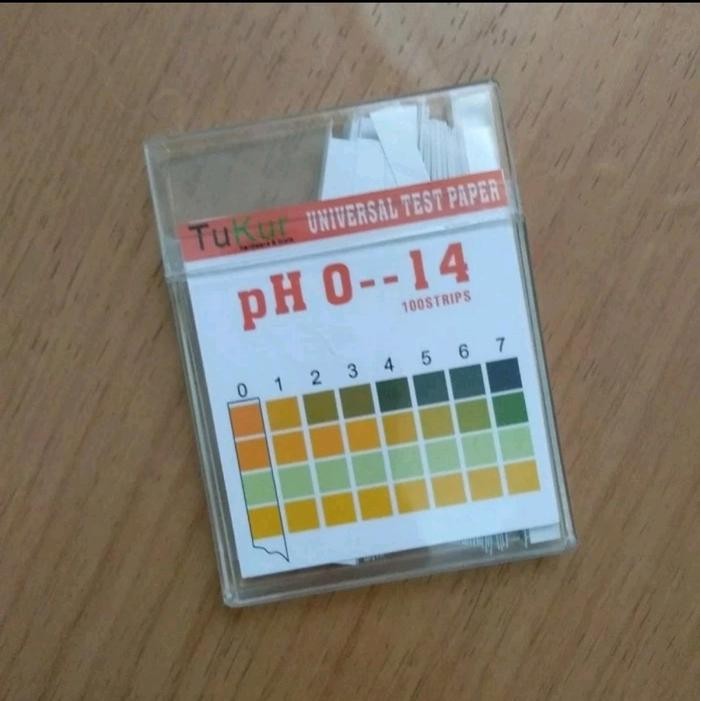 TuKur
UNIVERSAL TEST PAPER
pH 0--14
100STRIPS
0 1 2 3 4 5 6 7